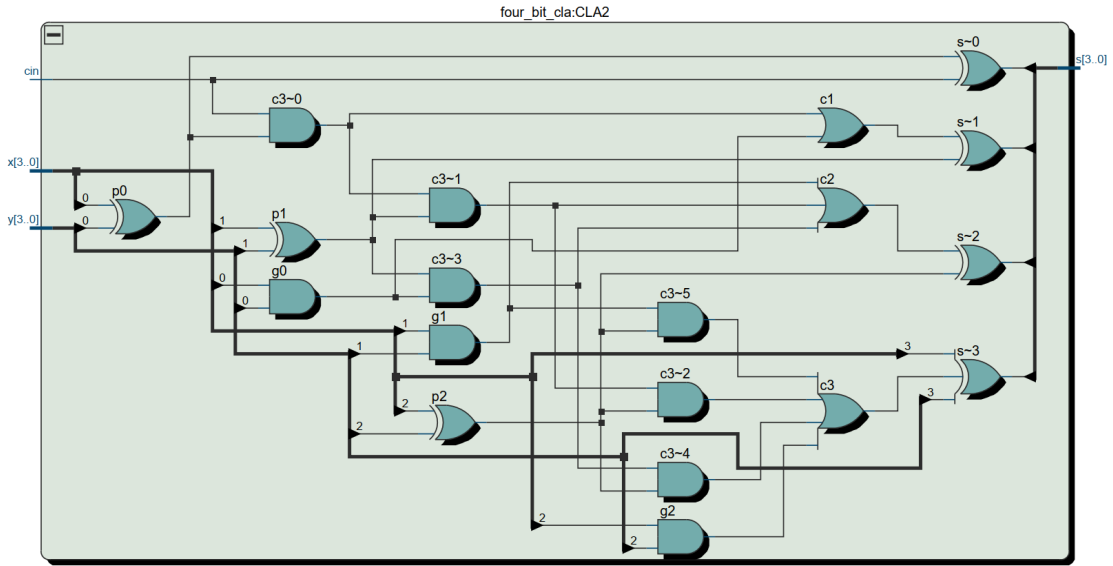 four_bit_cla:CLA2
s~0
cin
s[3..0]
c3~0
c1
s~1
x[3..0]
c3~1
c2
p0
0
y[3..0]
0
1
p1
1
s~2
g0
0
0
c3~3
c3~5
g1
1
1
3
s~3
c3~2
c3
p2
2
2
3
c3~4
g2
2
2